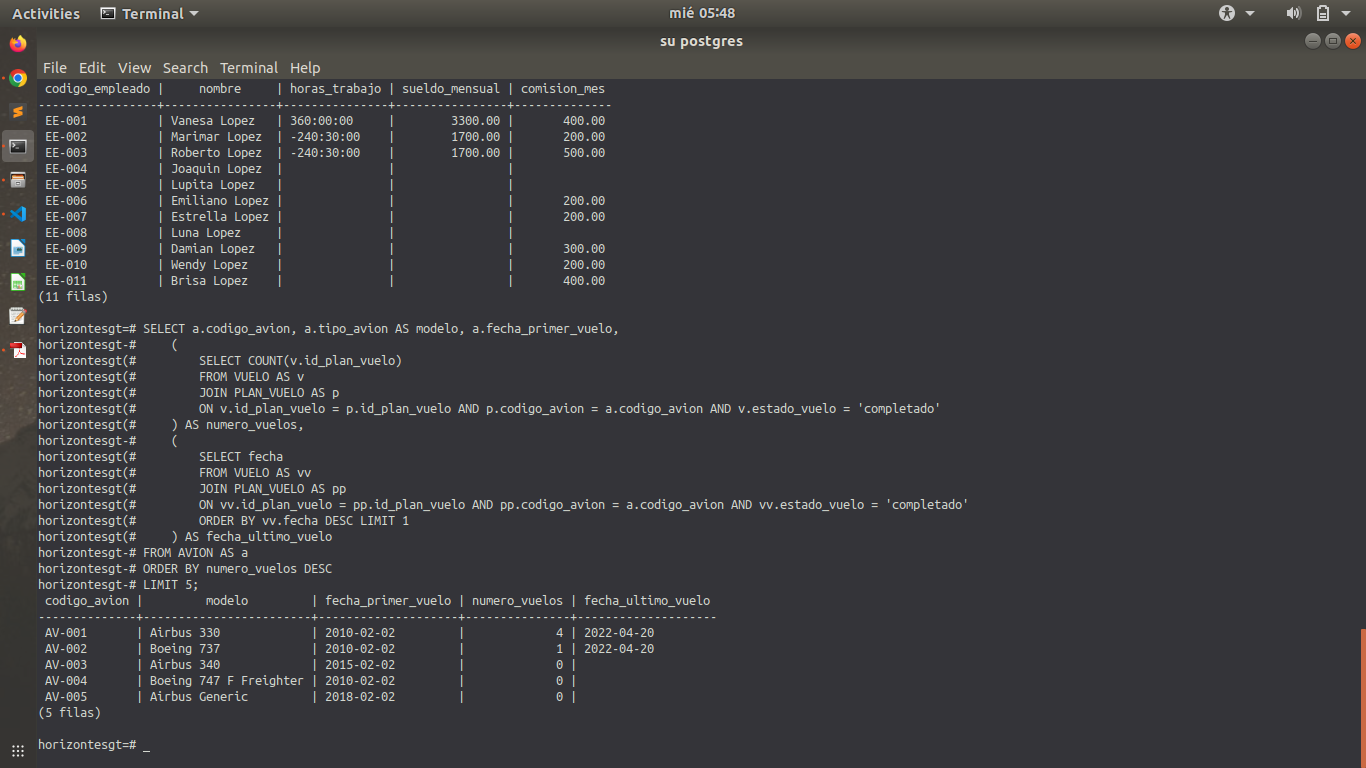 Activities Terminal mié 05:48
su postgres
File Edit View Search Terminal Help
 codigo_empleado |     nombre     | horas_trabajo | sueldo_mensual | comision_mes
-----------------+----------------+---------------+----------------+--------------
 EE-001          | Vanesa Lopez   | 360:00:00     |        3300.00 |       400.00
 EE-002          | Marimar Lopez  | -240:30:00    |        1700.00 |       200.00
 EE-003          | Roberto Lopez  | -240:30:00    |        1700.00 |       500.00
 EE-004          | Joaquin Lopez  |               |                |
 EE-005          | Lupita Lopez   |               |                |
 EE-006          | Emiliano Lopez |               |                |       200.00
 EE-007          | Estrella Lopez |               |                |       200.00
 EE-008          | Luna Lopez     |               |                |
 EE-009          | Damian Lopez   |               |                |       300.00
 EE-010          | Wendy Lopez    |               |                |       200.00
 EE-011          | Brisa Lopez    |               |                |       400.00
(11 filas)
horizontesgt=# SELECT a.codigo_avion, a.tipo_avion AS modelo, a.fecha_primer_vuelo,
horizontesgt-#     (
horizontesgt(#         SELECT COUNT(v.id_plan_vuelo)
horizontesgt(#         FROM VUELO AS v
horizontesgt(#         JOIN PLAN_VUELO AS p
horizontesgt(#         ON v.id_plan_vuelo = p.id_plan_vuelo AND p.codigo_avion = a.codigo_avion AND v.estado_vuelo = 'completado'
horizontesgt(#     ) AS numero_vuelos,
horizontesgt-#     (
horizontesgt(#         SELECT fecha
horizontesgt(#         FROM VUELO AS vv
horizontesgt(#         JOIN PLAN_VUELO AS pp
horizontesgt(#         ON vv.id_plan_vuelo = pp.id_plan_vuelo AND pp.codigo_avion = a.codigo_avion AND vv.estado_vuelo = 'completado'
horizontesgt(#         ORDER BY vv.fecha DESC LIMIT 1
horizontesgt(#     ) AS fecha_ultimo_vuelo
horizontesgt-# FROM AVION AS a
horizontesgt-# ORDER BY numero_vuelos DESC
horizontesgt-# LIMIT 5;
 codigo_avion |         modelo         | fecha_primer_vuelo | numero_vuelos | fecha_ultimo_vuelo
--------------+------------------------+--------------------+---------------+--------------------
 AV-001       | Airbus 330             | 2010-02-02         |             4 | 2022-04-20
 AV-002       | Boeing 737             | 2010-02-02         |             1 | 2022-04-20
 AV-003       | Airbus 340             | 2015-02-02         |             0 |
 AV-004       | Boeing 747 F Freighter | 2010-02-02         |             0 |
 AV-005       | Airbus Generic         | 2018-02-02         |             0 |
(5 filas)
horizontesgt=# _